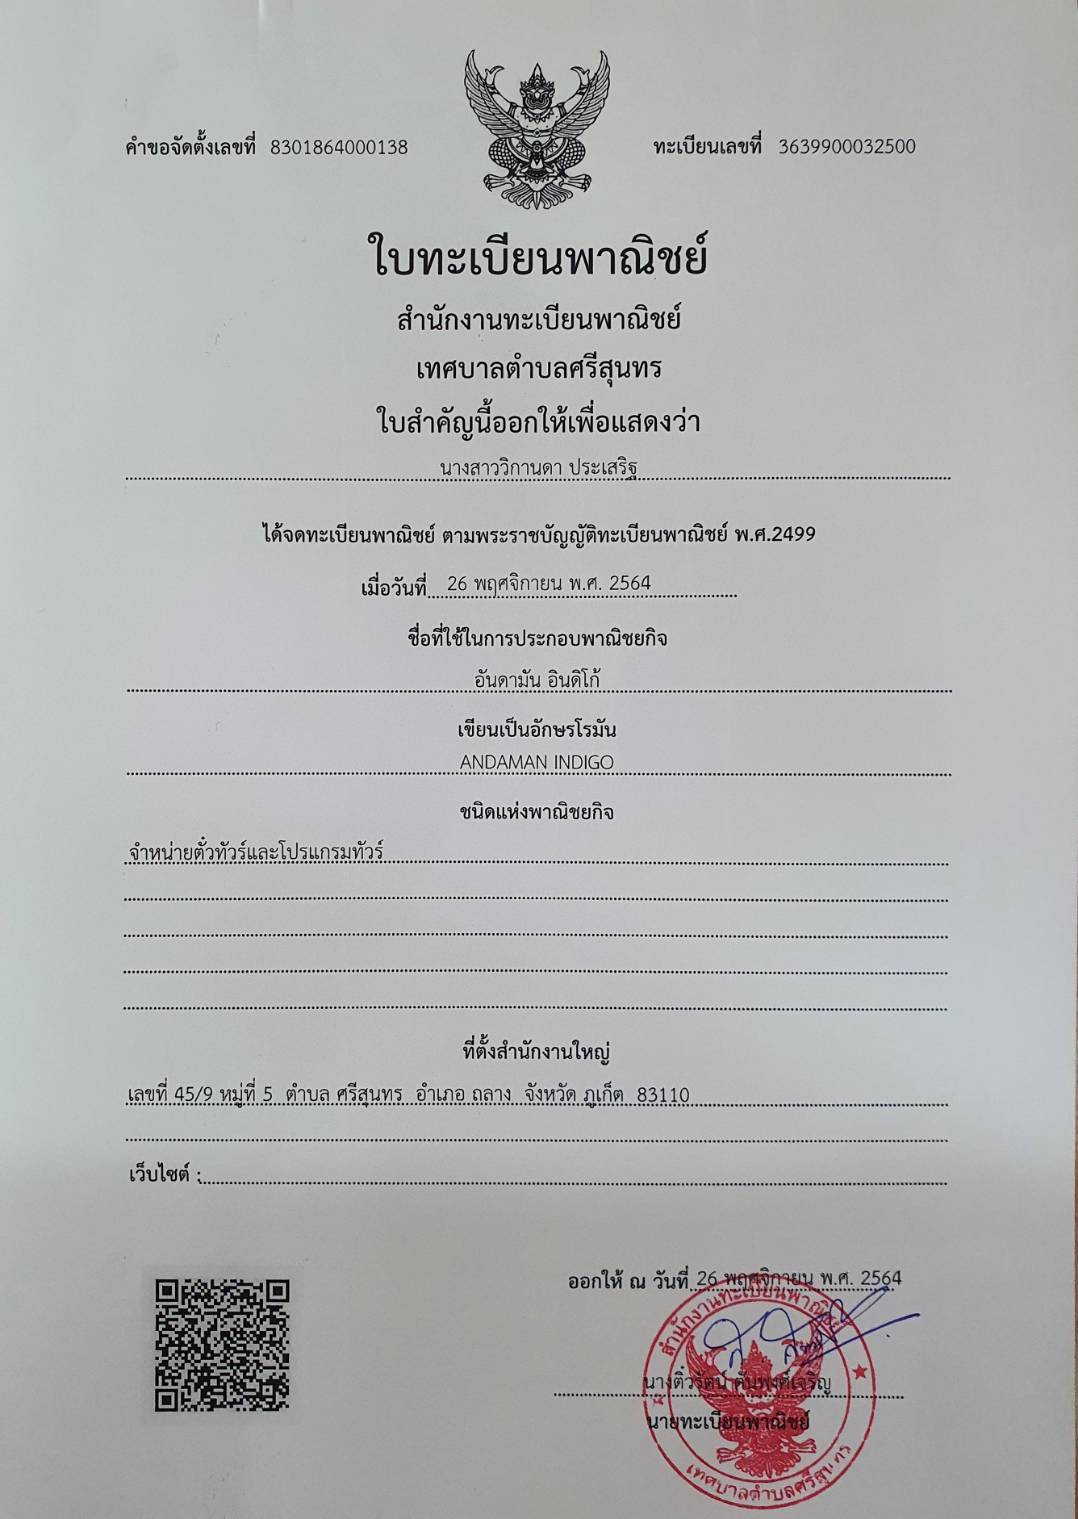 คำขอจัดตั้งเลขที่ 8301864000138
ทะเบียนเลขที่ 3639900032500
ใบทะเบียนพาณิชย์
สำนักงานทะเบียนพาณิชย์
เทศบาลตำบลศรีสุนทร
ใบสำคัญนี้ออกให้เพื่อแสดงว่า
นางสาววิกานดา ประเสริฐ
ได้จดทะเบียนพาณิชย์ ตามพระราชบัญญัติทะเบียนพาณิชย์ พ.ศ.2499
เมื่อวันที่ 26 พฤศจิกายน พ.ศ. 2564
ชื่อที่ใช้ในการประกอบพาณิชยกิจ
อันดามัน อินดิโก้
เขียนเป็นอักษรโรมัน
ANDAMAN INDIGO
ชนิดแห่งพาณิชยกิจ
จำหน่ายตั๋วทัวร์และโปรแกรมทัวร์
ที่ตั้งสำนักงานใหญ่
เลขที่ 45/9 หมู่ที่ 5 ตำบล ศรีสุนทร อำเภอ ถลาง จังหวัด ภูเก็ต 83110
เว็บไซต์ :
ออกให้ ณ วันที่ 26 พฤศจิกายน พ.ศ. 2564
สำนักงานทะเบียนพาณิชย์
นางติ๋วรัตน์ ตันพงศ์เจริญ
นายทะเบียนพาณิชย์
เทศบาลตำบลศรีสุนทร